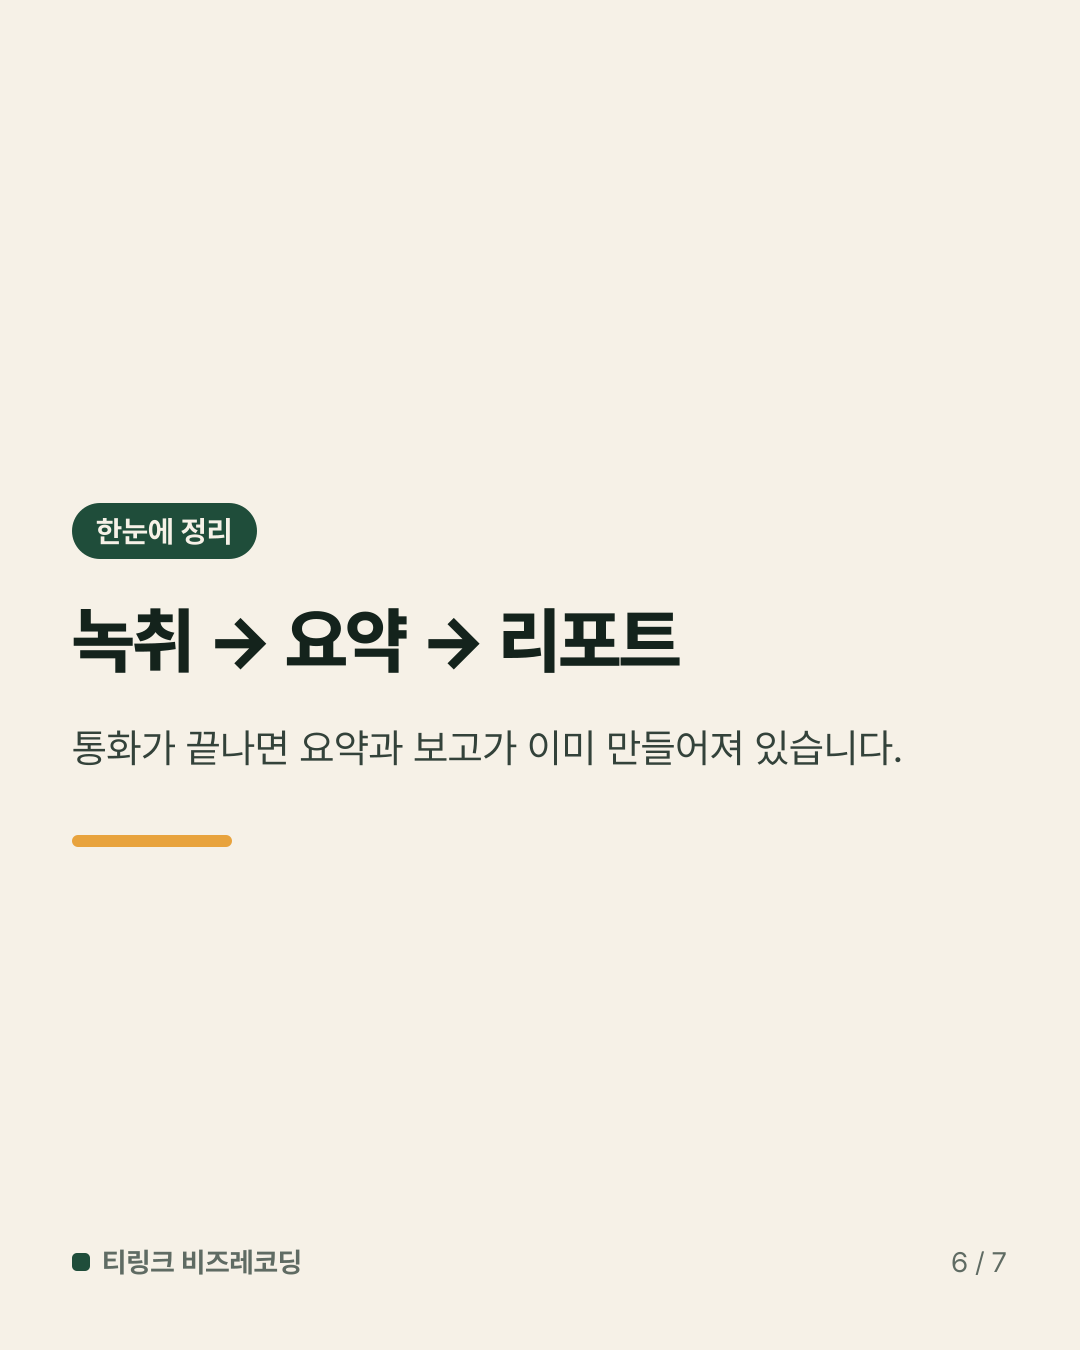 한눈에 정리
녹취 → 요약 → 리포트
통화가 끝나면 요약과 보고가 이미 만들어져 있습니다.
티링크 비즈레코딩
6 / 7